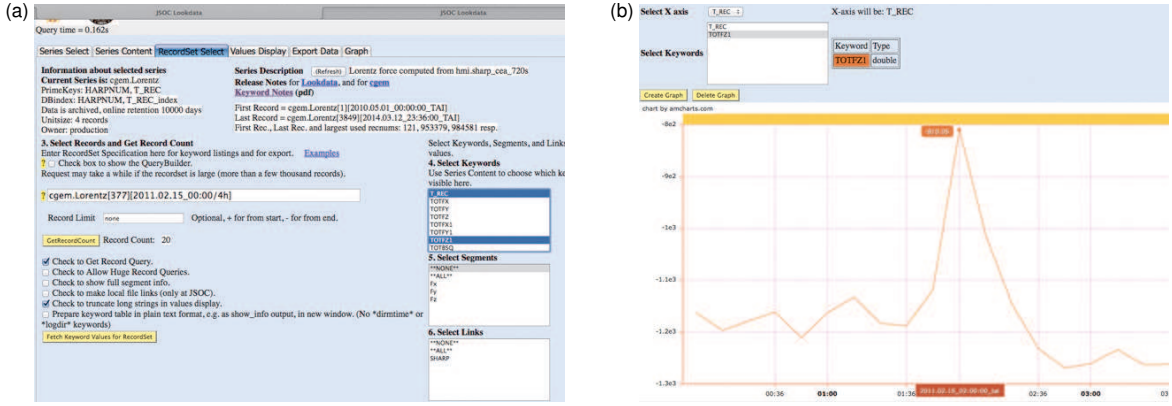 (a)
JSOC Lookdata JSOC Lookdata
Query time = 0.162s
Series Select Series Content RecordSet Select Values Display Export Data Graph
Information about selected series
Current Series is: cgem.Lorentz
PrimeKeys: HARPNUM, T_REC
DBindex: HARPNUM, T_REC_index
Data is archived, online retention 10000 days
Unitsize: 4 records
Owner: production
Series Description (Refresh) Lorentz force computed from hmi.sharp_cea_720s
Release Notes for Lookdata, and for cgem
Keyword Notes (pdf)
First Record = cgem.Lorentz[1][2010.05.01_00:00:00_TAI]
Last Record = cgem.Lorentz[3849][2014.03.12_23:36:00_TAI]
First Rec., Last Rec. and largest used recnums: 121, 953379, 984581 resp.
3. Select Records and Get Record Count
Enter RecordSet Specification here for keyword listings and for export. Examples
? Check box to show the QueryBuilder.
Request may take a while if the recordset is large (more than a few thousand records).
? cgem.Lorentz[377][2011.02.15_00:00/4h]
Record Limit none Optional, + for from start, - for from end.
GetRecordCount Record Count: 20
Check to Get Record Query.
Check to Allow Huge Record Queries.
Check to show full segment info.
Check to make local file links (only at JSOC).
Check to truncate long strings in values display.
Prepare keyword table in plain text format, e.g. as show_info output, in new window. (No *dirmtime* or
*logdir* keywords)
Fetch Keyword Values for RecordSet
Select Keywords, Segments, and Links
values.
4. Select Keywords
Use Series Content to choose which ke
visible here.
T_REC
TOTFX
TOTFY
TOTFZ
TOTFX1
TOTFY1
TOTFZ1
TOTBSQ
5. Select Segments
**NONE**
**ALL**
Fx
Fy
Fz
6. Select Links
**NONE**
**ALL**
SHARP
(b)
Select X axis T_REC X-axis will be: T_REC
Select Keywords
T_REC
TOTFZ1
Keyword Type
TOTFZ1 double
Create Graph Delete Graph
chart by amcharts.com
-8e2
-9e2
-1e3
-1.1e3
-1.2e3
-1.3e3
00:36 01:00 01:36 2011.02.15_02:00:00_tai 02:36 03:00 03